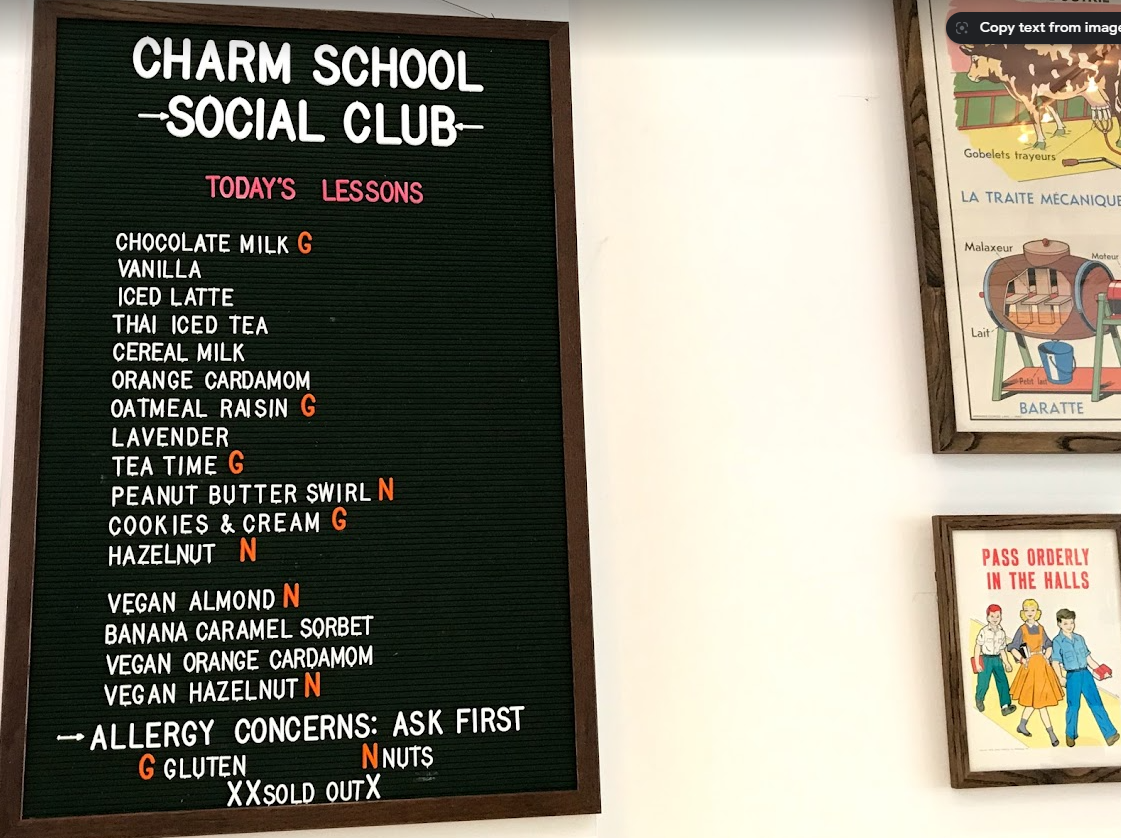 CHARM SCHOOL
→SOCIAL CLUB←
TODAY'S LESSONS
CHOCOLATE MILK G
VANILLA
ICED LATTE
THAI ICED TEA
CEREAL MILK
ORANGE CARDAMOM
OATMEAL RAISIN G
LAVENDER
TEA TIME G
PEANUT BUTTER SWIRL N
COOKIES & CREAM G
HAZELNUT N
VEGAN ALMOND N
BANANA CARAMEL SORBET
VEGAN ORANGE CARDAMOM
VEGAN HAZELNUT N
→ALLERGY CONCERNS: ASK FIRST
G GLUTEN N NUTS
XXSOLD OUTX
Copy text from image
Gobelets trayeurs
LA TRAITE MÉCANIQUE
Malaxeur
Moteur
Lait
Petit lait
BARATTE
PASS ORDERLY
IN THE HALLS